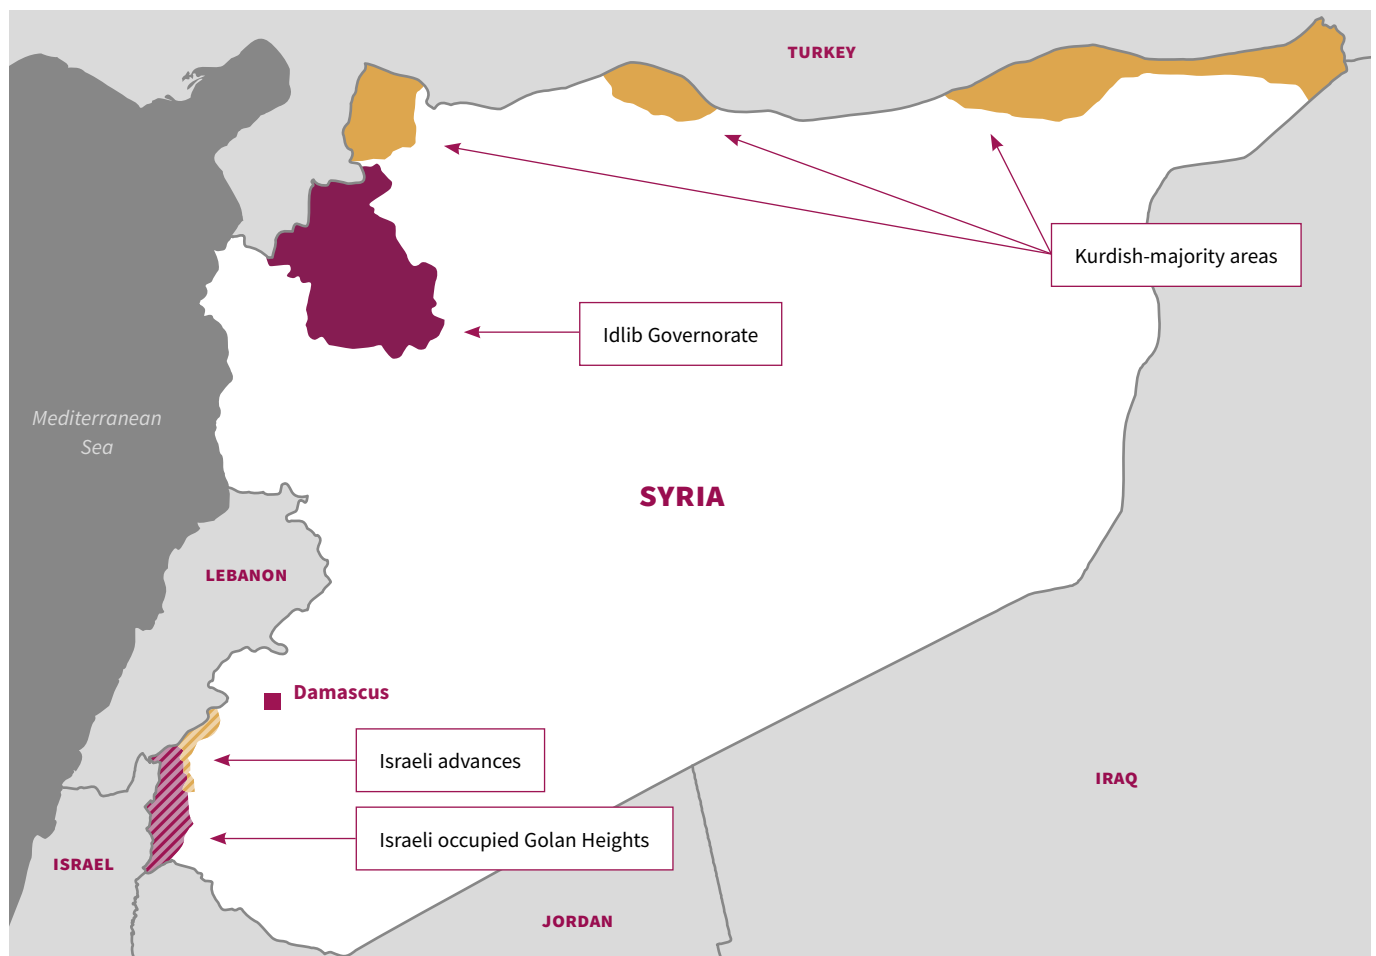 TURKEY
Kurdish-majority areas
Idlib Governorate
Mediterranean
Sea
SYRIA
LEBANON
Damascus
Israeli advances
IRAQ
Israeli occupied Golan Heights
ISRAEL
JORDAN